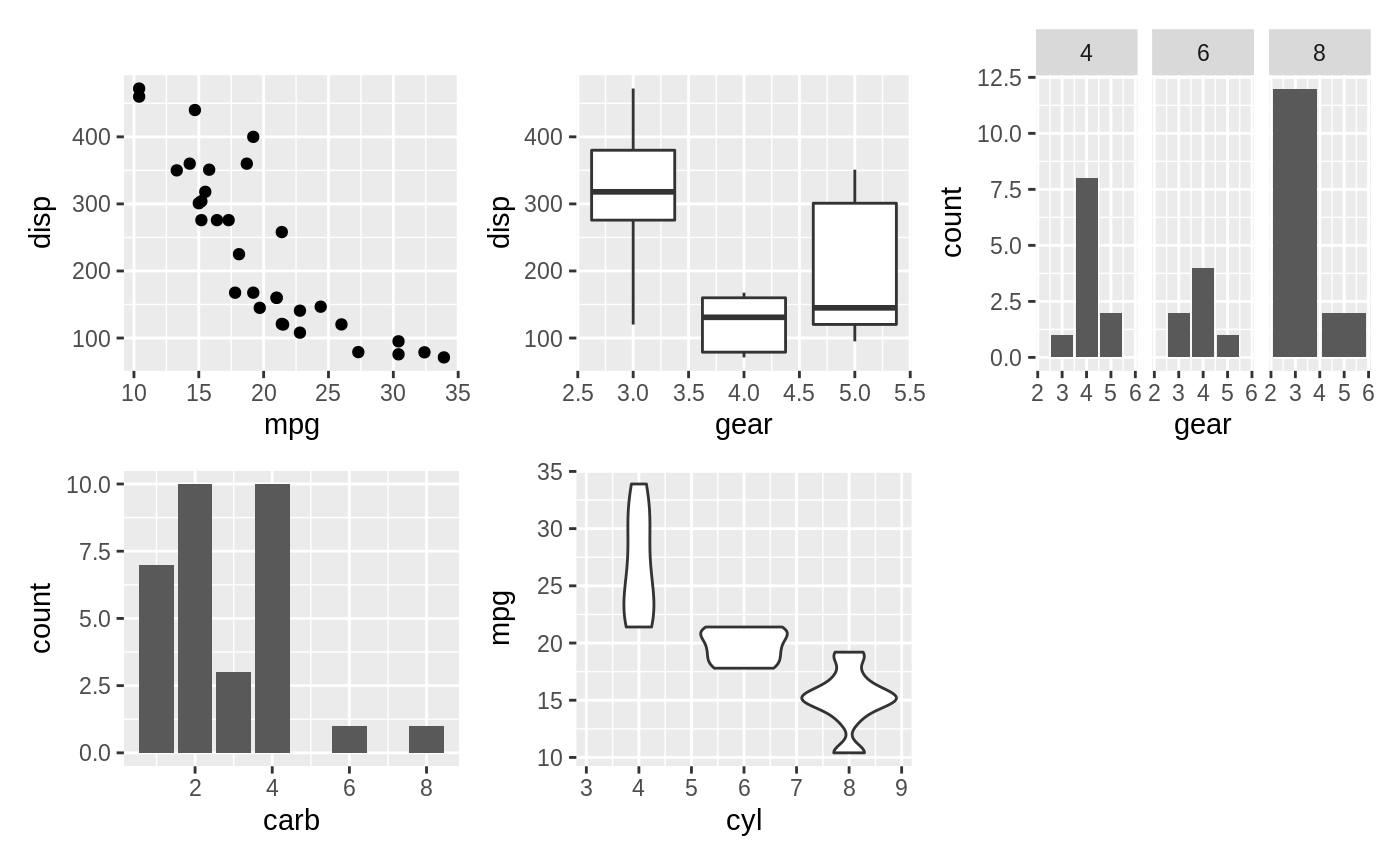 disp
400
300
200
100
10 15 20 25 30 35
mpg
disp
400
300
200
100
2.5 3.0 3.5 4.0 4.5 5.0 5.5
gear
4 6 8
count
12.5
10.0
7.5
5.0
2.5
0.0
2 3 4 5 6 2 3 4 5 6 2 3 4 5 6
gear
count
10.0
7.5
5.0
2.5
0.0
2 4 6 8
carb
mpg
35
30
25
20
15
10
3 4 5 6 7 8 9
cyl